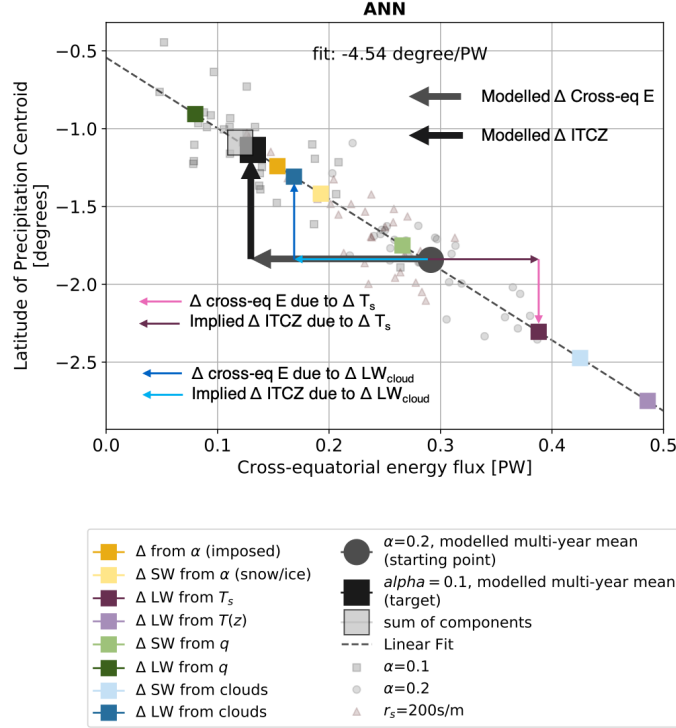 ANN
fit: -4.54 degree/PW
Modelled Δ Cross-eq E
Modelled Δ ITCZ
Δ cross-eq E due to Δ Tₛ
Implied Δ ITCZ due to Δ Tₛ
Δ cross-eq E due to Δ LW_cloud
Implied Δ ITCZ due to Δ LW_cloud
−0.5
−1.0
−1.5
−2.0
−2.5
Latitude of Precipitation Centroid
[degrees]
0.0 0.1 0.2 0.3 0.4 0.5
Cross-equatorial energy flux [PW]
Δ from α (imposed)
Δ SW from α (snow/ice)
Δ LW from Tₛ
Δ LW from T(z)
Δ SW from q
Δ LW from q
Δ SW from clouds
Δ LW from clouds
α=0.2, modelled multi-year mean
(starting point)
alpha = 0.1, modelled multi-year mean
(target)
sum of components
Linear Fit
α=0.1
α=0.2
rₛ=200s/m